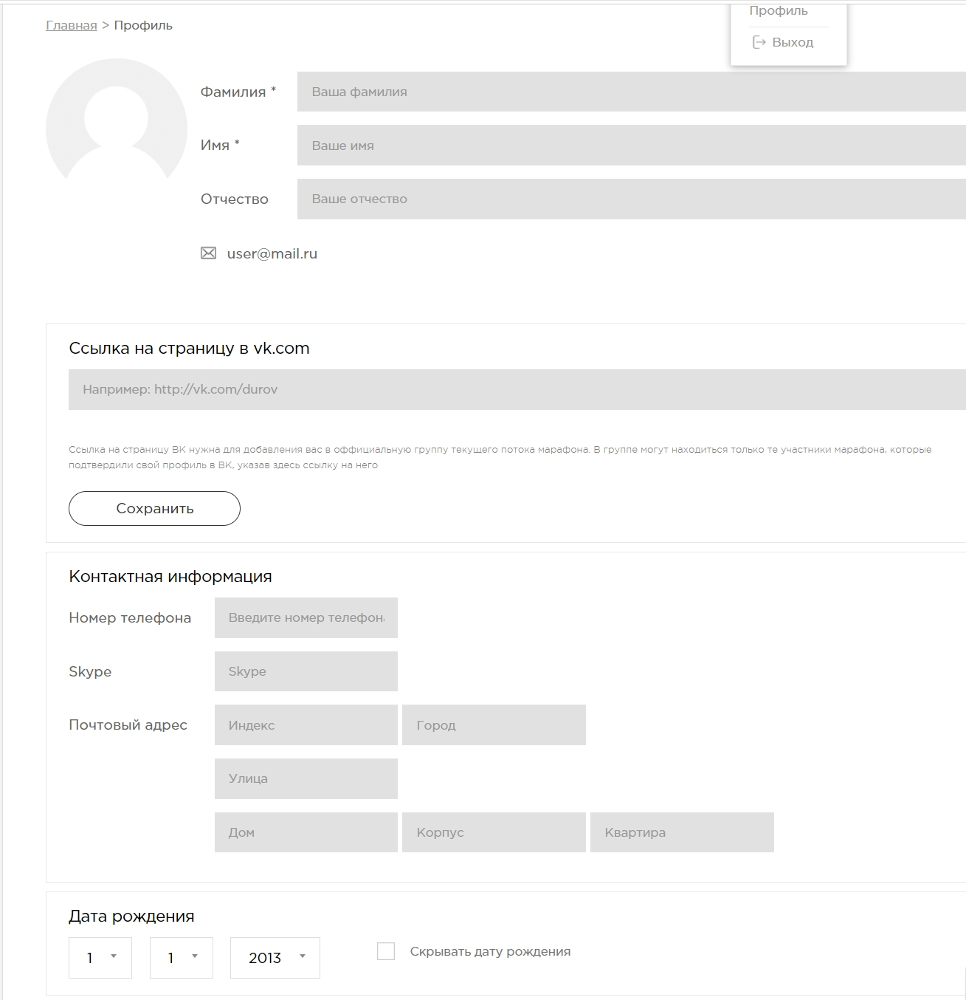 Профиль
Выход
Главная > Профиль
Фамилия * Ваша фамилия
Имя * Ваше имя
Отчество Ваше отчество
user@mail.ru
Ссылка на страницу в vk.com
Например: http://vk.com/durov
Ссылка на страницу ВК нужна для добавления вас в оффициальную группу текущего потока марафона. В группе могут находиться только те участники марафона, которые
подтвердили свой профиль в ВК, указав здесь ссылку на него
Сохранить
Контактная информация
Номер телефона Введите номер телефон
Skype Skype
Почтовый адрес Индекс Город
Улица
Дом Корпус Квартира
Дата рождения
1 1 2013 Скрывать дату рождения